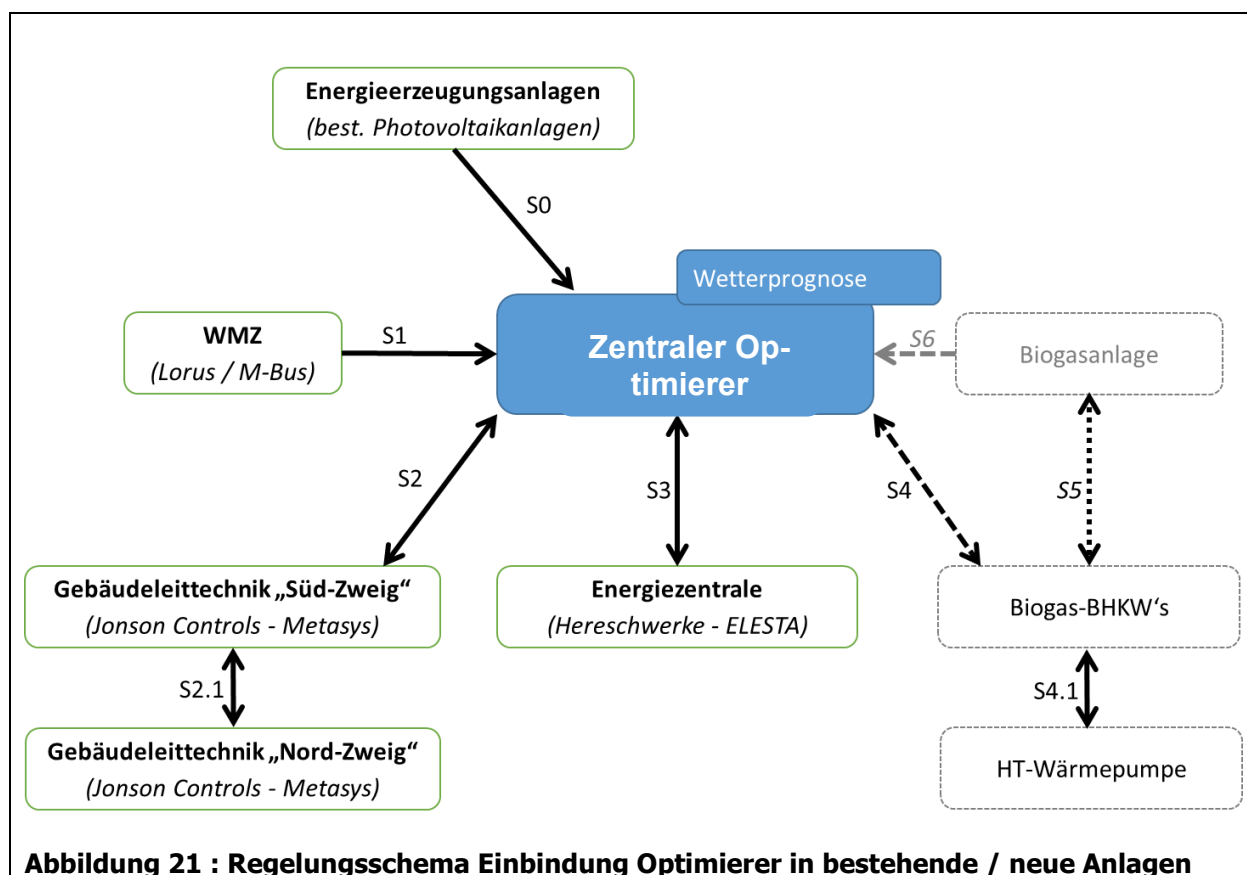 Energieerzeugungsanlagen
(best. Photovoltaikanlagen)
S0
Wetterprognose
WMZ
(Lorus / M-Bus)
S1
Zentraler Op-
timierer
S6
Biogasanlage
S2
S3
S4
S5
Gebäudeleittechnik „Süd-Zweig“
(Jonson Controls - Metasys)
Energiezentrale
(Hereschwerke - ELESTA)
Biogas-BHKW‘s
S2.1
S4.1
Gebäudeleittechnik „Nord-Zweig“
(Jonson Controls - Metasys)
HT-Wärmepumpe
Abbildung 21 : Regelungsschema Einbindung Optimierer in bestehende / neue Anlagen